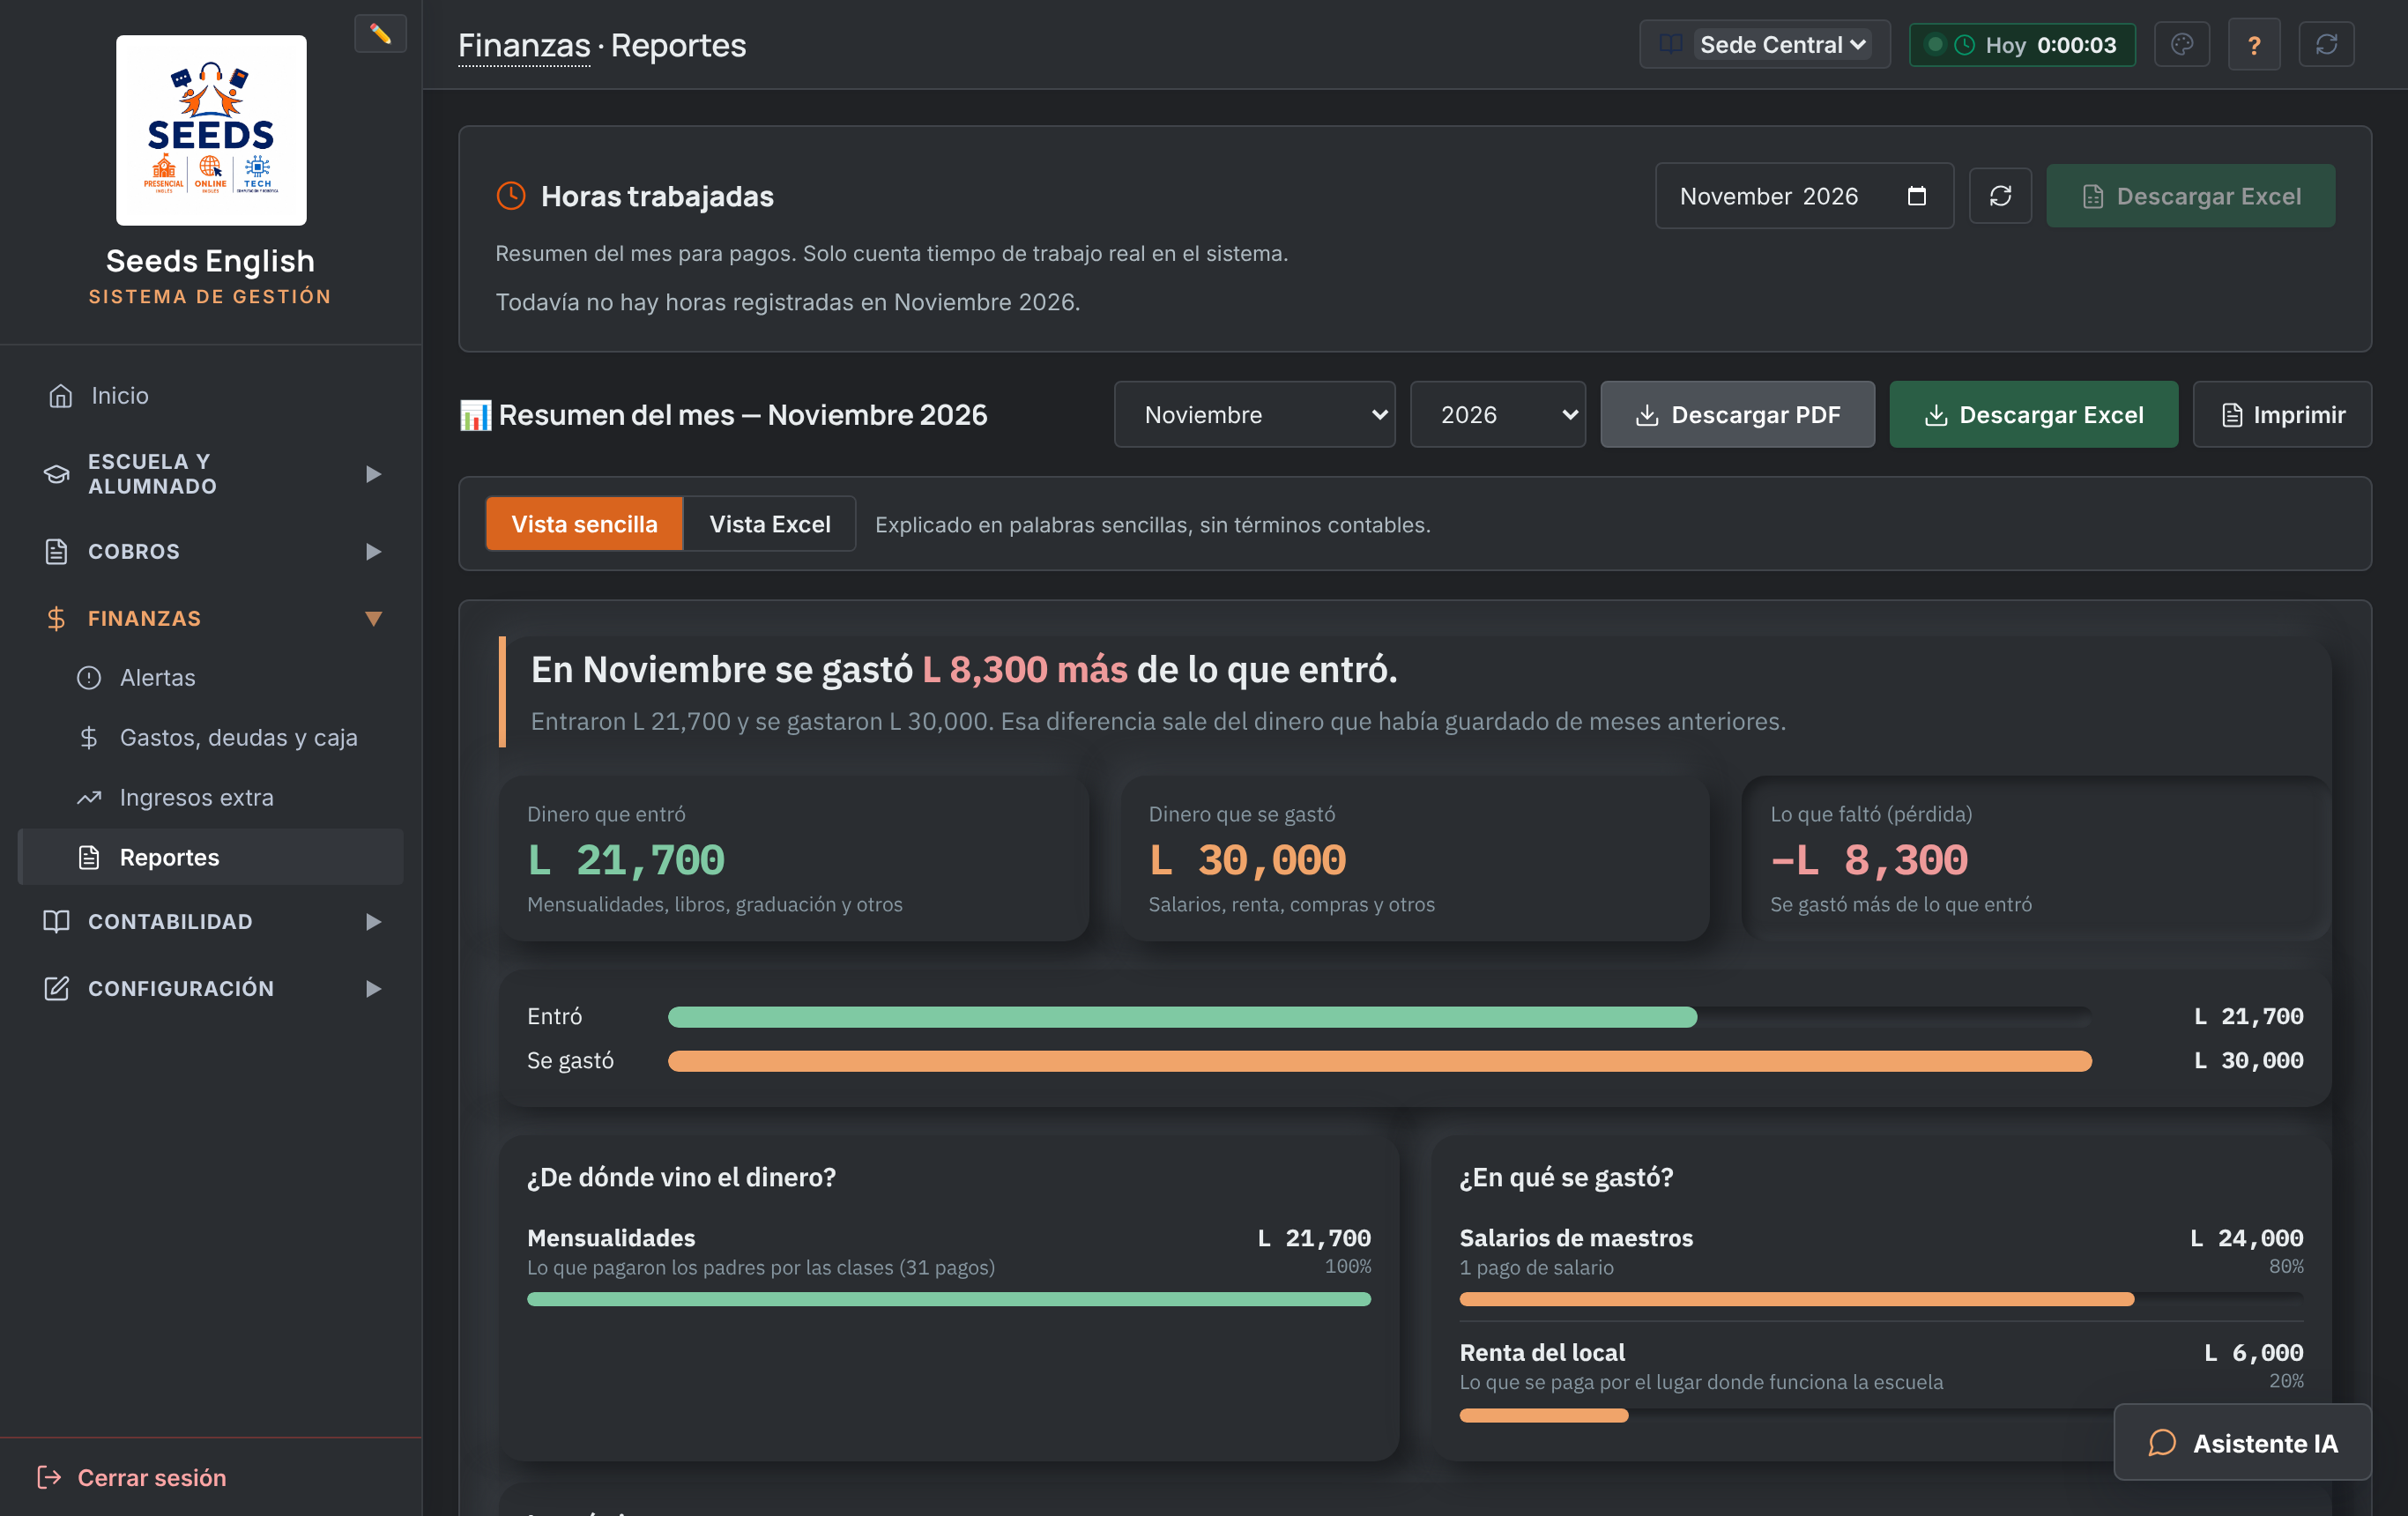 SEEDS
PRESENCIAL
INGLÉS
ONLINE
INGLÉS
TECH
Seeds English
SISTEMA DE GESTIÓN
Inicio
ESCUELA Y
ALUMNADO
COBROS
FINANZAS
Alertas
Gastos, deudas y caja
Ingresos extra
Reportes
CONTABILIDAD
CONFIGURACIÓN
Cerrar sesión
Finanzas · Reportes
Sede Central
Hoy 0:00:03
?
Horas trabajadas
November 2026
Descargar Excel
Resumen del mes para pagos. Solo cuenta tiempo de trabajo real en el sistema.
Todavía no hay horas registradas en Noviembre 2026.
Resumen del mes — Noviembre 2026
Noviembre
2026
Descargar PDF
Descargar Excel
Imprimir
Vista sencilla
Vista Excel
Explicado en palabras sencillas, sin términos contables.
En Noviembre se gastó L 8,300 más de lo que entró.
Entraron L 21,700 y se gastaron L 30,000. Esa diferencia sale del dinero que había guardado de meses anteriores.
Dinero que entró
L 21,700
Mensualidades, libros, graduación y otros
Dinero que se gastó
L 30,000
Salarios, renta, compras y otros
Lo que faltó (pérdida)
−L 8,300
Se gastó más de lo que entró
Entró
L 21,700
Se gastó
L 30,000
¿De dónde vino el dinero?
Mensualidades
L 21,700
Lo que pagaron los padres por las clases (31 pagos)
100%
¿En qué se gastó?
Salarios de maestros
L 24,000
1 pago de salario
80%
Renta del local
L 6,000
Lo que se paga por el lugar donde funciona la escuela
20%
Asistente IA